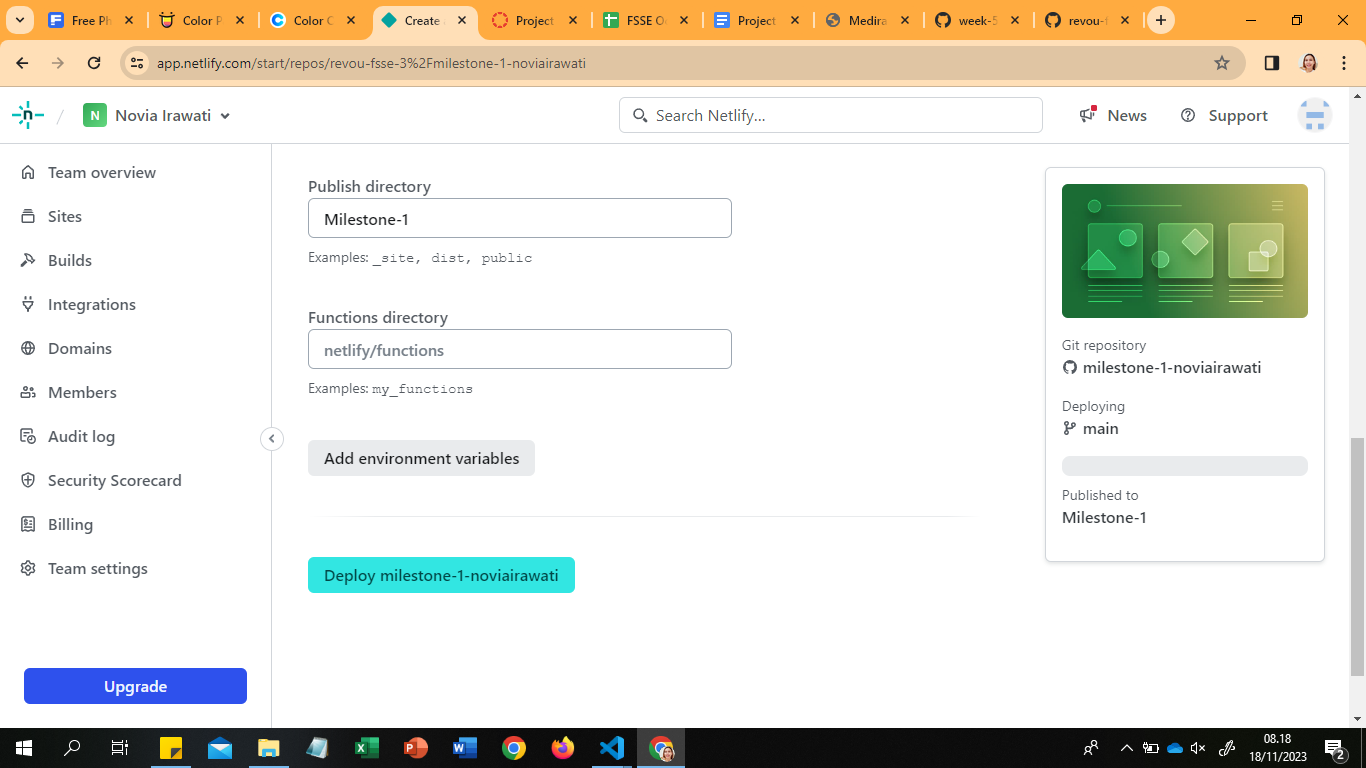 Free Ph
Color P
Color C
Create
Project
FSSE O
Project
Medira
week-5
revou-f
app.netlify.com/start/repos/revou-fsse-3%2Fmilestone-1-noviairawati
N Novia Irawati
Search Netlify...
News
Support
Team overview
Sites
Builds
Integrations
Domains
Members
Audit log
Security Scorecard
Billing
Team settings
Upgrade
Publish directory
Milestone-1
Examples: _site, dist, public
Functions directory
netlify/functions
Examples: my_functions
Add environment variables
Deploy milestone-1-noviairawati
Git repository
milestone-1-noviairawati
Deploying
main
Published to
Milestone-1
08.18
18/11/2023
2